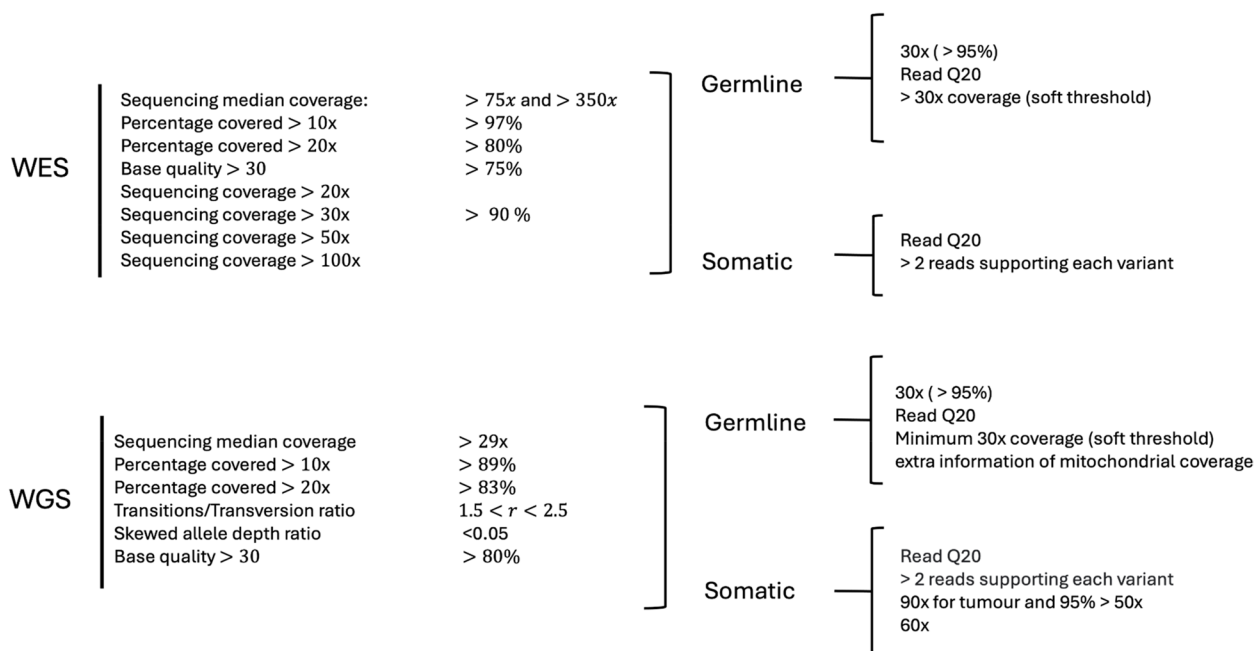 WES
Sequencing median coverage: > 75x and > 350x
Percentage covered > 10x > 97%
Percentage covered > 20x > 80%
Base quality > 30 > 75%
Sequencing coverage > 20x
Sequencing coverage > 30x > 90 %
Sequencing coverage > 50x
Sequencing coverage > 100x
Germline
30x ( > 95%)
Read Q20
> 30x coverage (soft threshold)
Somatic
Read Q20
> 2 reads supporting each variant
WGS
Sequencing median coverage > 29x
Percentage covered > 10x > 89%
Percentage covered > 20x > 83%
Transitions/Transversion ratio 1.5 < r < 2.5
Skewed allele depth ratio <0.05
Base quality > 30 > 80%
Germline
30x ( > 95%)
Read Q20
Minimum 30x coverage (soft threshold)
extra information of mitochondrial coverage
Somatic
Read Q20
> 2 reads supporting each variant
90x for tumour and 95% > 50x
60x